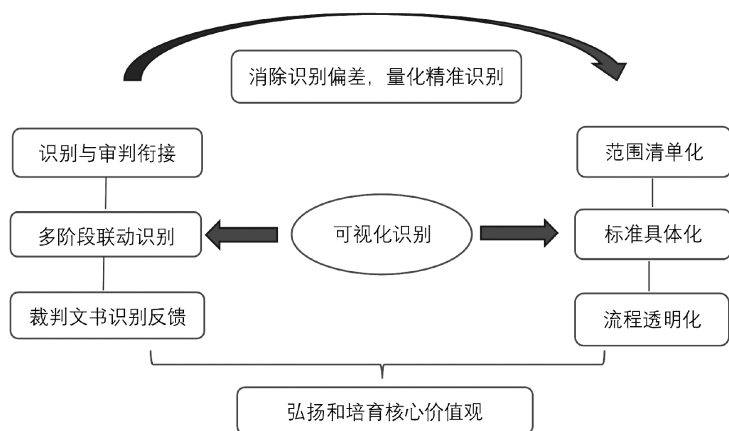 消除识别偏差，量化精准识别
识别与审判衔接
范围清单化
多阶段联动识别
可视化识别
标准具体化
裁判文书识别反馈
流程透明化
弘扬和培育核心价值观